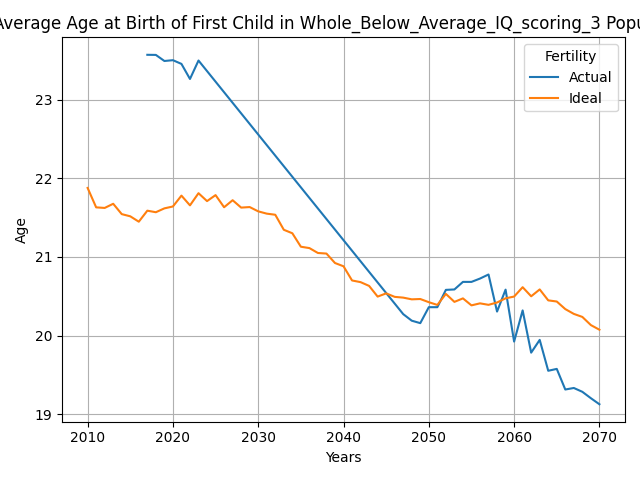 Average Age at Birth of First Child in Whole_Below_Average_IQ_scoring_3
Fertility
Actual
Ideal
Age
23
22
21
20
19
2010
2020
2030
2040
2050
2060
2070
Years